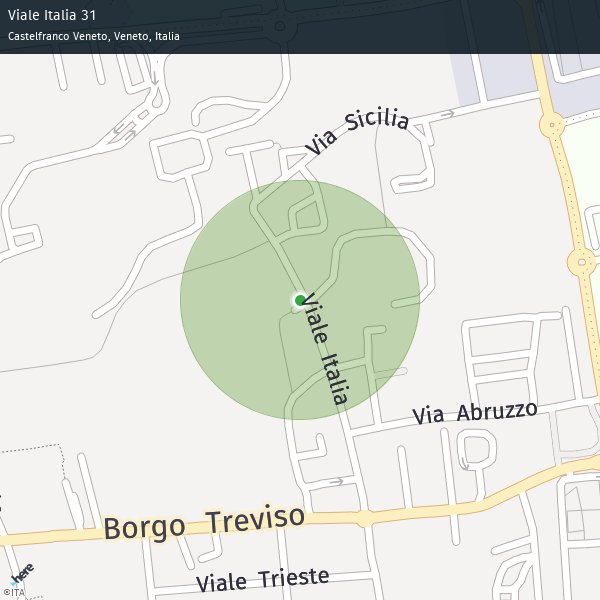 Viale Italia 31
Castelfranco Veneto, Veneto, Italia
Via Sicilia
Viale Italia
Via Abruzzo
Borgo Treviso
Viale Trieste
here
©ITA